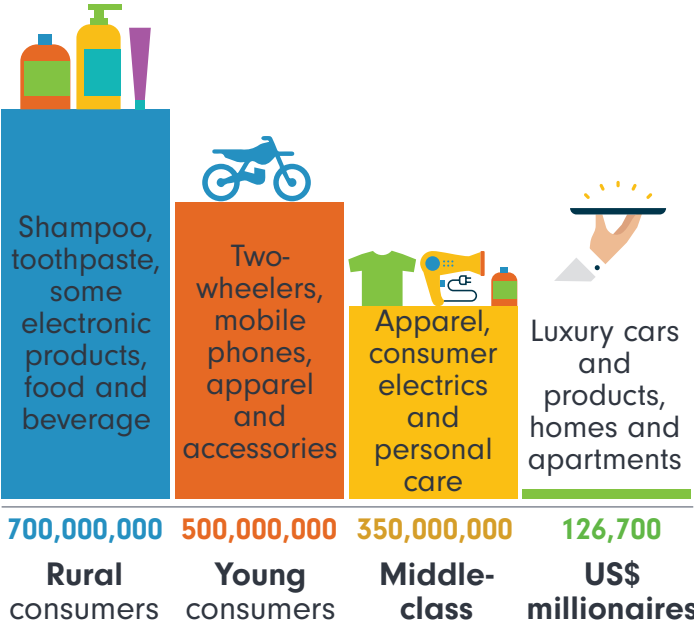 Shampoo,
toothpaste,
some
electronic
products,
food and
beverage
Two-
wheelers,
mobile
phones,
apparel
and
accessories
Apparel,
consumer
electrics
and
personal
care
Luxury cars
and
products,
homes and
apartments
700,000,000
Rural
consumers
500,000,000
Young
consumers
350,000,000
Middle-
class
126,700
US$
millionaires